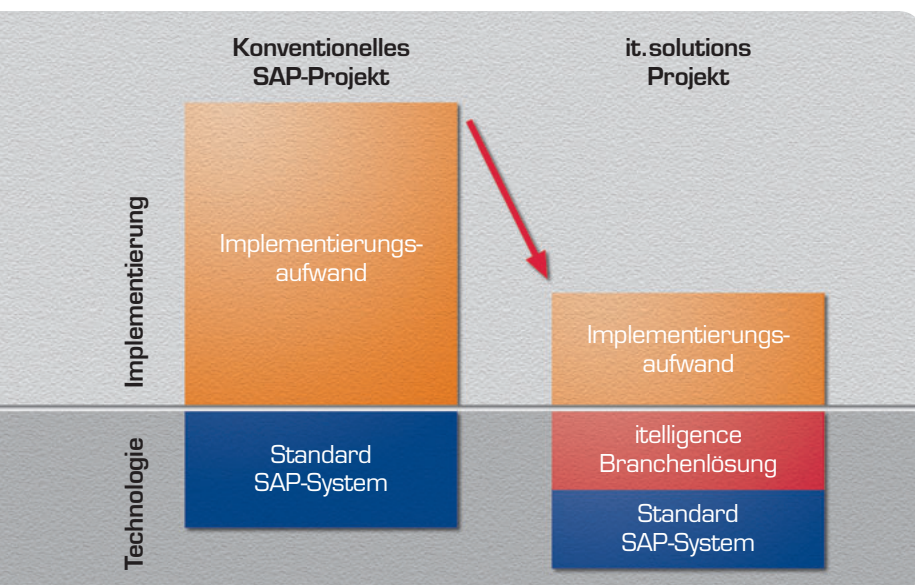 Konventionelles
SAP-Projekt
it.solutions
Projekt
Implementierung
Implementierungs-
aufwand
Implementierungs-
aufwand
Technologie
Standard
SAP-System
itelligence
Branchenlösung
Standard
SAP-System